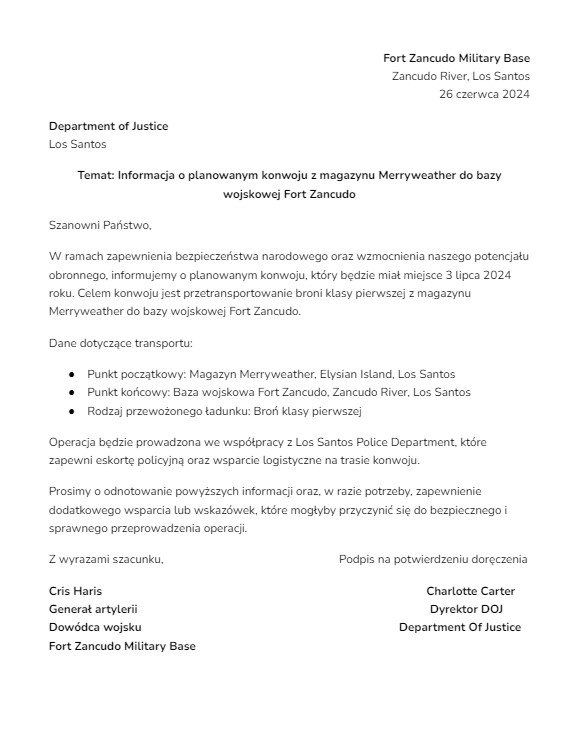 Fort Zancudo Military Base
Zancudo River, Los Santos
26 czerwca 2024
Department of Justice
Los Santos
Temat: Informacja o planowanym konwoju z magazynu Merryweather do bazy
wojskowej Fort Zancudo
Szanowni Państwo,
W ramach zapewnienia bezpieczeństwa narodowego oraz wzmocnienia naszego potencjału
obronnego, informujemy o planowanym konwoju, który będzie miał miejsce 3 lipca 2024
roku. Celem konwoju jest przetransportowanie broni klasy pierwszej z magazynu
Merryweather do bazy wojskowej Fort Zancudo.
Dane dotyczące transportu:
● Punkt początkowy: Magazyn Merryweather, Elysian Island, Los Santos
● Punkt końcowy: Baza wojskowa Fort Zancudo, Zancudo River, Los Santos
● Rodzaj przewożonego ładunku: Broń klasy pierwszej
Operacja będzie prowadzona we współpracy z Los Santos Police Department, które
zapewni eskortę policyjną oraz wsparcie logistyczne na trasie konwoju.
Prosimy o odnotowanie powyższych informacji oraz, w razie potrzeby, zapewnienie
dodatkowego wsparcia lub wskazówek, które mogłyby przyczynić się do bezpiecznego i
sprawnego przeprowadzenia operacji.
Z wyrazami szacunku, Podpis na potwierdzeniu doręczenia
Cris Haris Charlotte Carter
Generał artylerii Dyrektor DOJ
Dowódca wojsku Department Of Justice
Fort Zancudo Military Base